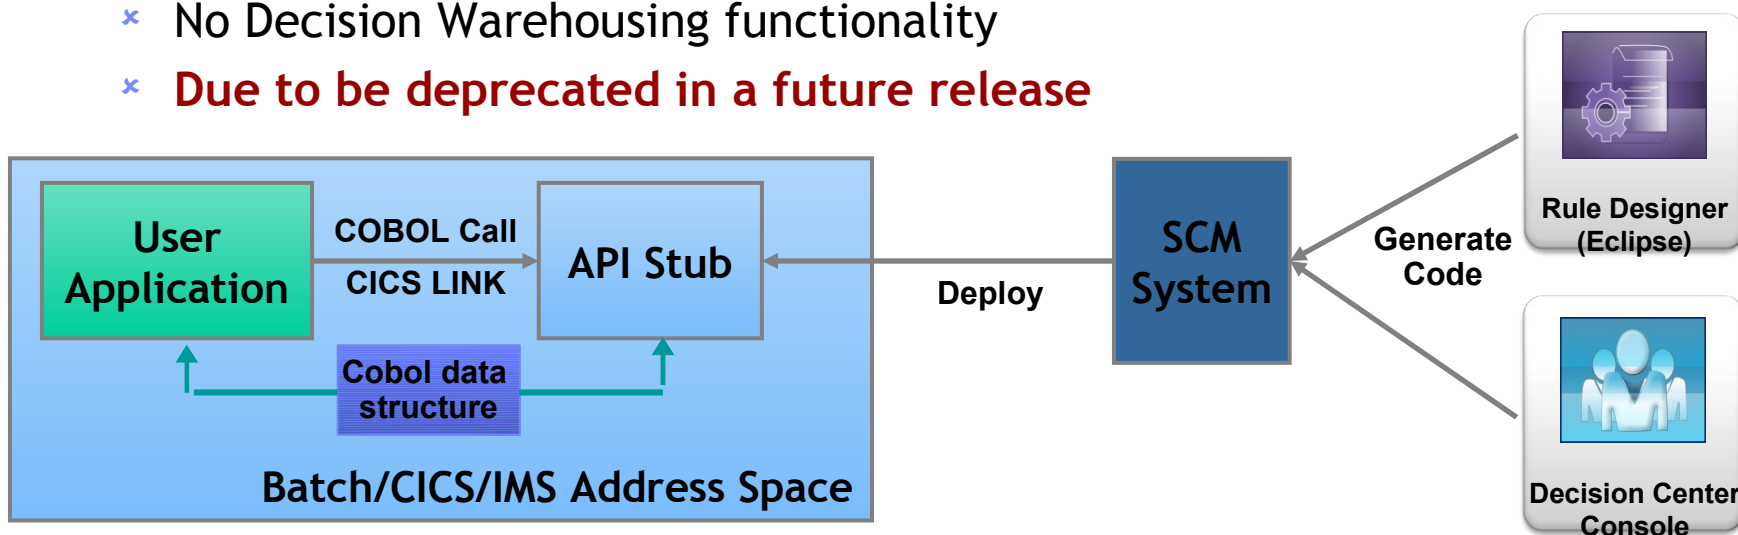 × No Decision Warehousing functionality
× Due to be deprecated in a future release
User
Application
COBOL Call
CICS LINK
API Stub
Cobol data
structure
Batch/CICS/IMS Address Space
Deploy
SCM
System
Generate
Code
Rule Designer
(Eclipse)
Decision Center
Console